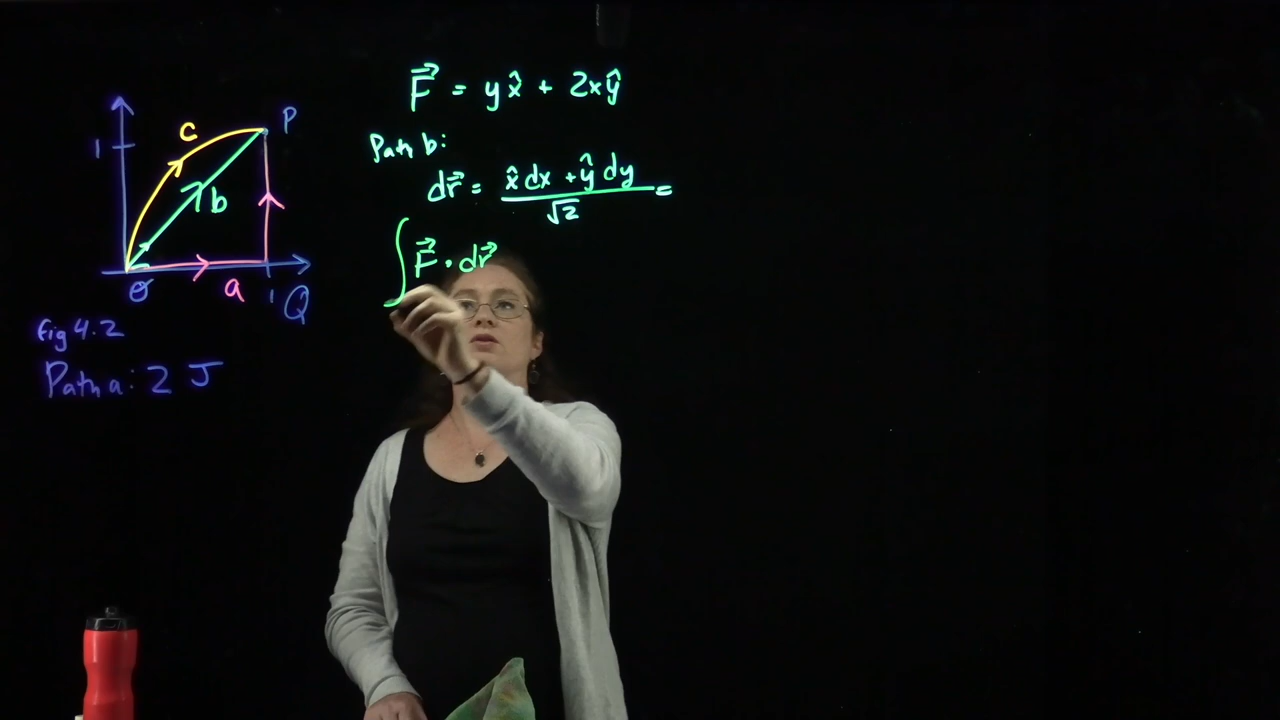 F⃗ = y x̂ + 2x ŷ
Path b:
dr⃗ = x̂ dx + ŷ dy / √2 =
∫ F⃗ · dr⃗
1
c
P
b
O
a
1
Q
Fig 4.2
Path a: 2 J